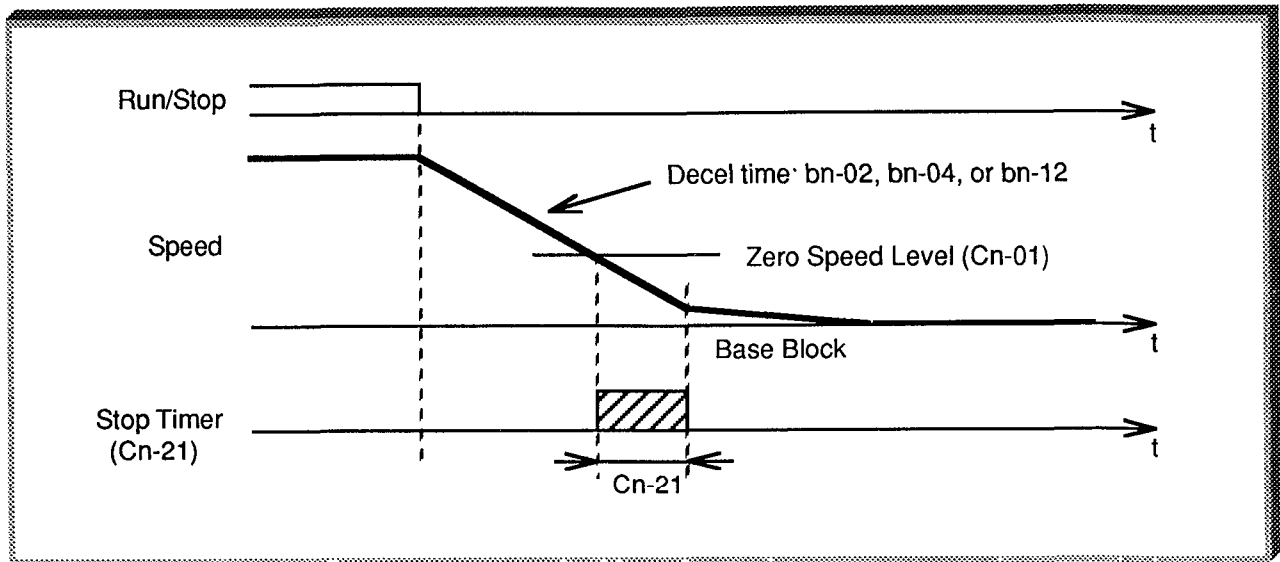 Run/Stop
t
Decel time: bn-02, bn-04, or bn-12
Speed
Zero Speed Level (Cn-01)
t
Base Block
Stop Timer
(Cn-21)
t
Cn-21